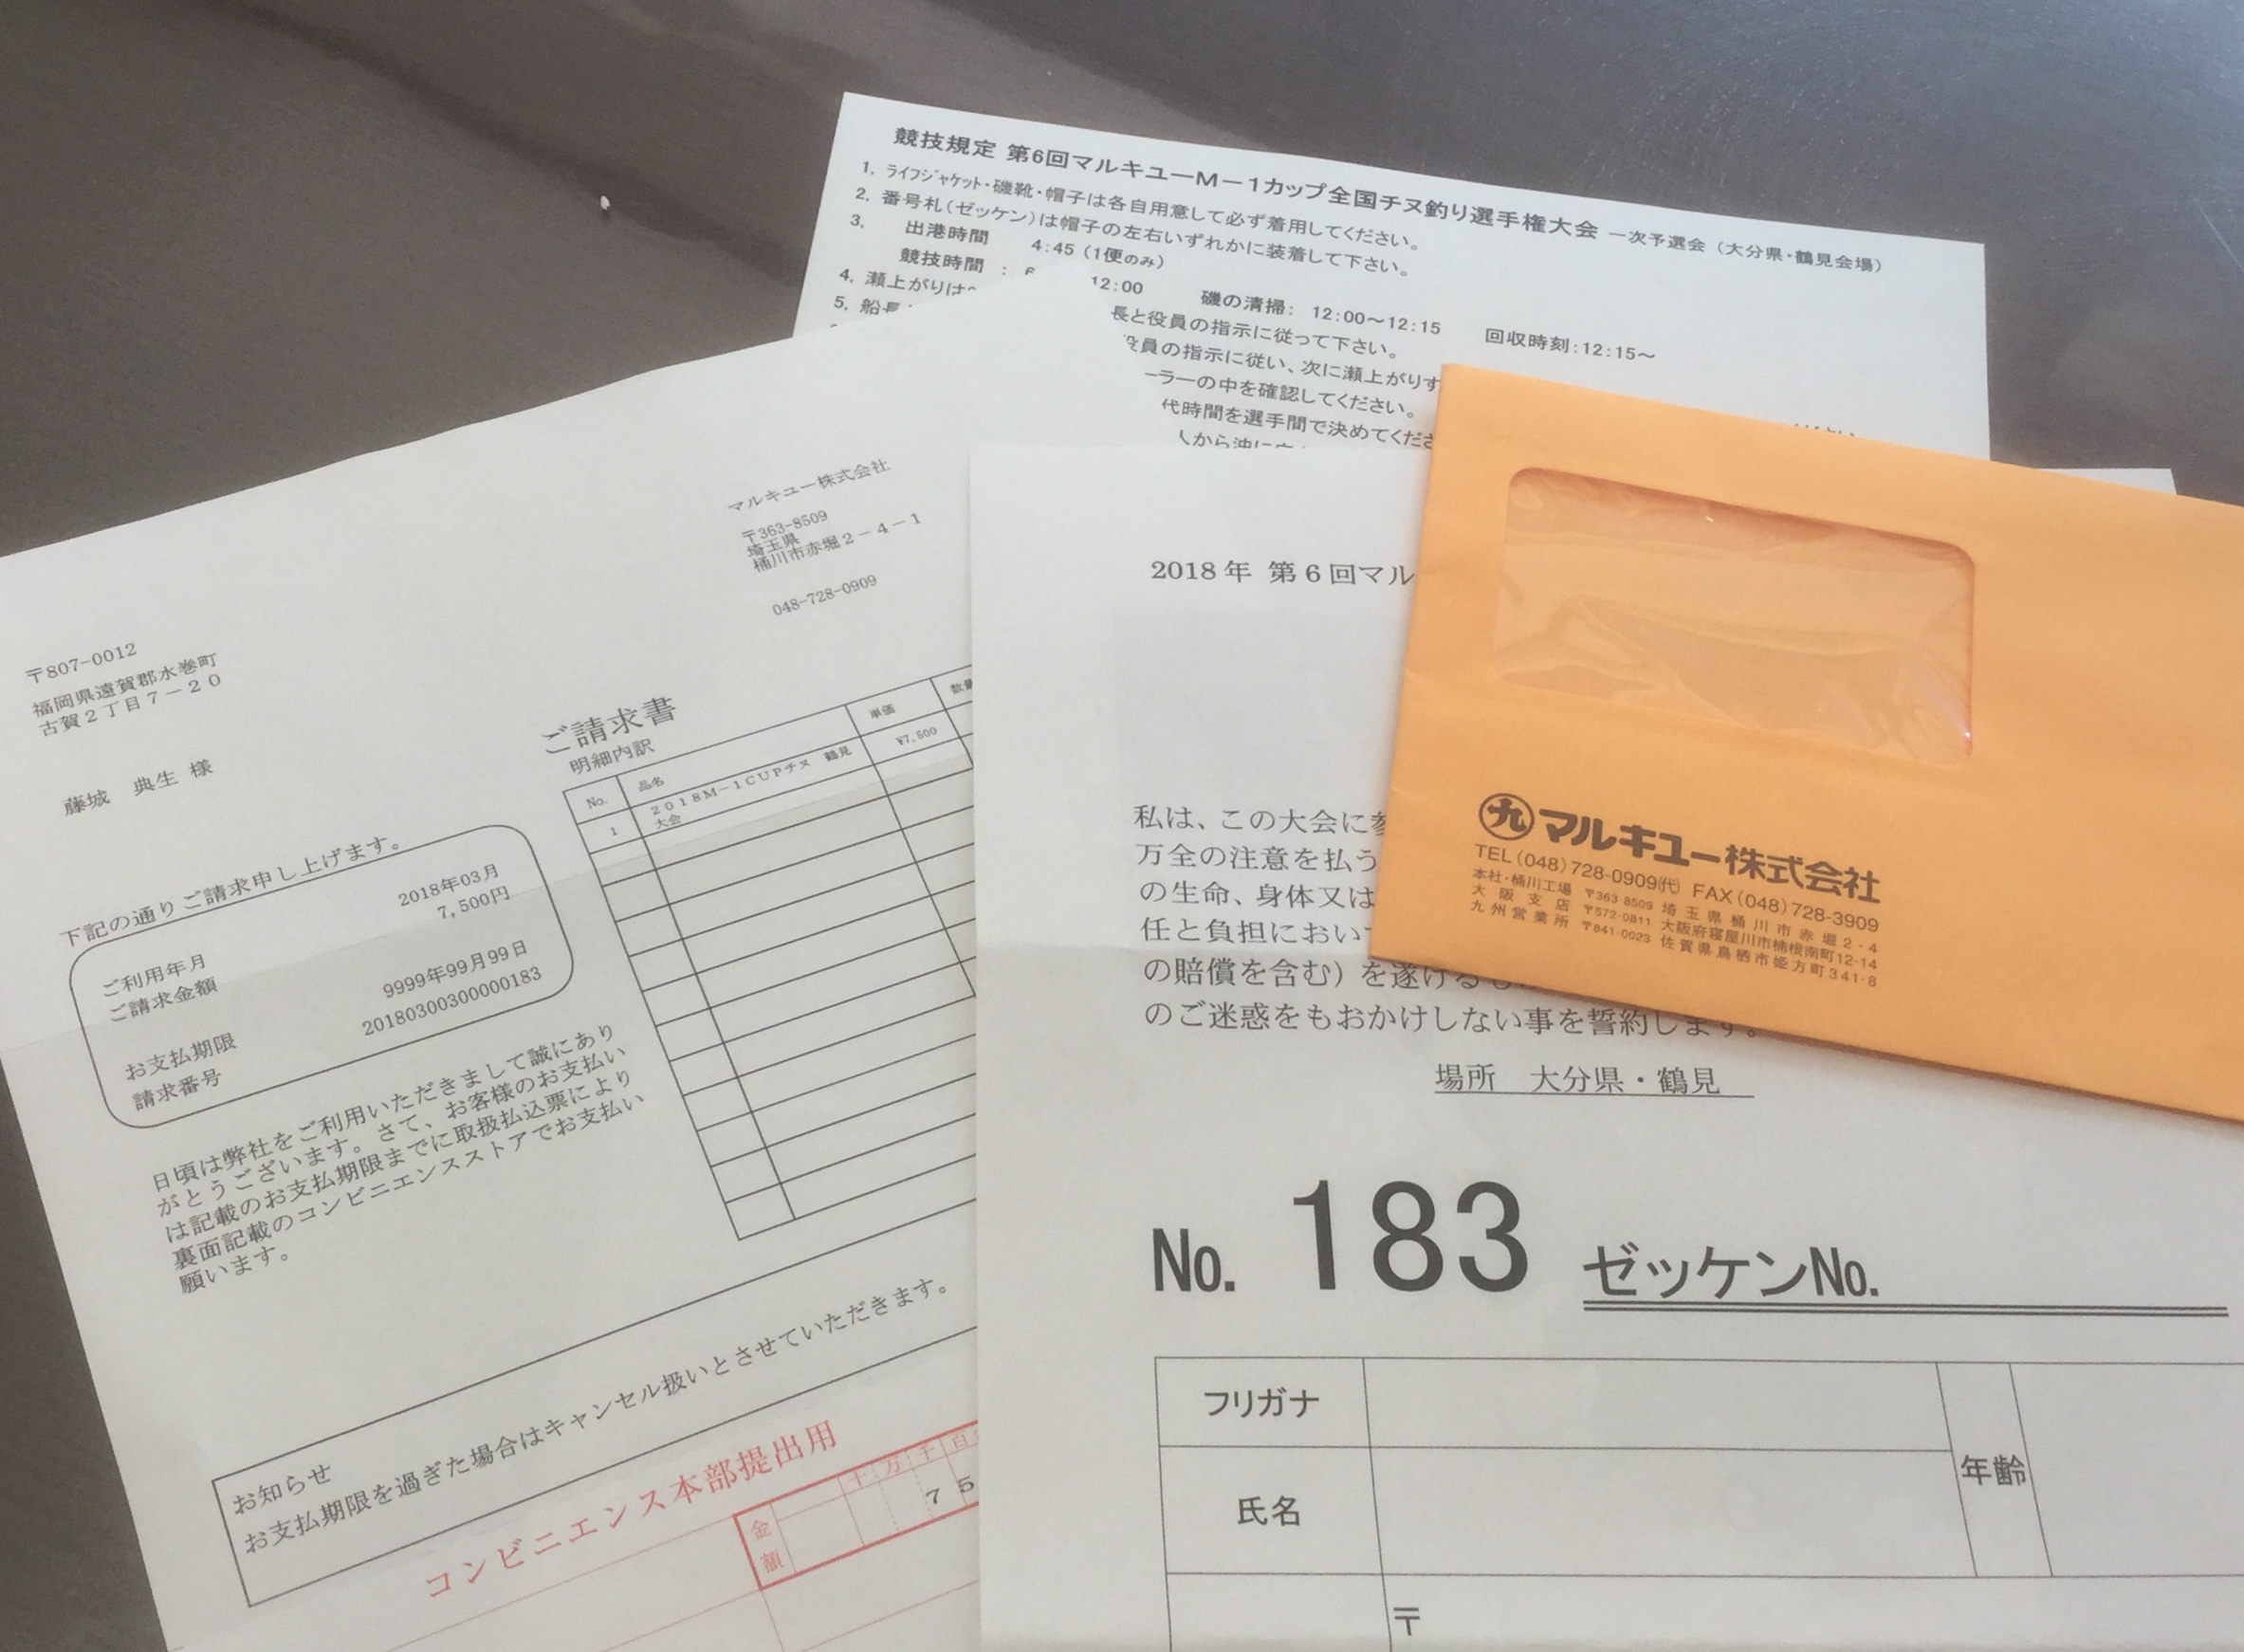 競技規定 第6回マルキユーM－1カップ全国チヌ釣り選手権大会 一次予選会（大分県・鶴見会場）
1. ライフジャケット・磯靴・帽子は各自用意して必ず着用してください。
2. 番号札（ゼッケン）は帽子の左右いずれかに装着して下さい。
3. 出港時間 4:45（1便のみ）
競技時間 : 12:00 磯の清掃: 12:00～12:15 回収時刻:12:15～
4. 瀬上がりは 長と役員の指示に従って下さい。
5. 船長 役員の指示に従い、次に瀬上がりす
ーラーの中を確認してください。
代時間を選手間で決めてくださ
から沖に
マルキユー株式会社
〒363-8509
埼玉県
桶川市赤堀２－４－１
048-728-0909
〒807-0012
福岡県遠賀郡水巻町
古賀２丁目７－２０
藤城 典生 様
下記の通りご請求申し上げます。
ご利用年月 2018年03月
ご請求金額 7,500円
お支払期限 9999年99月99日
請求番号 201803003000000183
日頃は弊社をご利用いただきまして誠にあり
がとうございます。さて、お客様のお支払い
は記載のお支払期限までに取扱払込票により
裏面記載のコンビニエンスストアでお支払い
願います。
ご請求書
明細内訳
No. 品名 単価 数量
1 ２０１８Ｍ－１ＣＵＰチヌ 鶴見 ¥7,500
大会
お知らせ
お支払期限を過ぎた場合はキャンセル扱いとさせていただきます。
コンビニエンス本部提出用
金額 十 万 千 百
7 5
2018年 第6回マル
私は、この大会に参
万全の注意を払う
の生命、身体又は
任と負担におい
の賠償を含む）を遂げる
のご迷惑をもおかけしない事を誓約します。
場所 大分県・鶴見
No. 183 ゼッケンNo.
フリガナ
氏名
年齢
〒
九 マルキユー株式会社
TEL(048)728-0909㈹ FAX(048)728-3909
本社・桶川工場 〒363-8509 埼玉県桶川市赤堀2-4
大阪支店 〒572-0811 大阪府寝屋川市楠根南町12-14
九州営業所 〒841-0023 佐賀県鳥栖市姫方町341-8